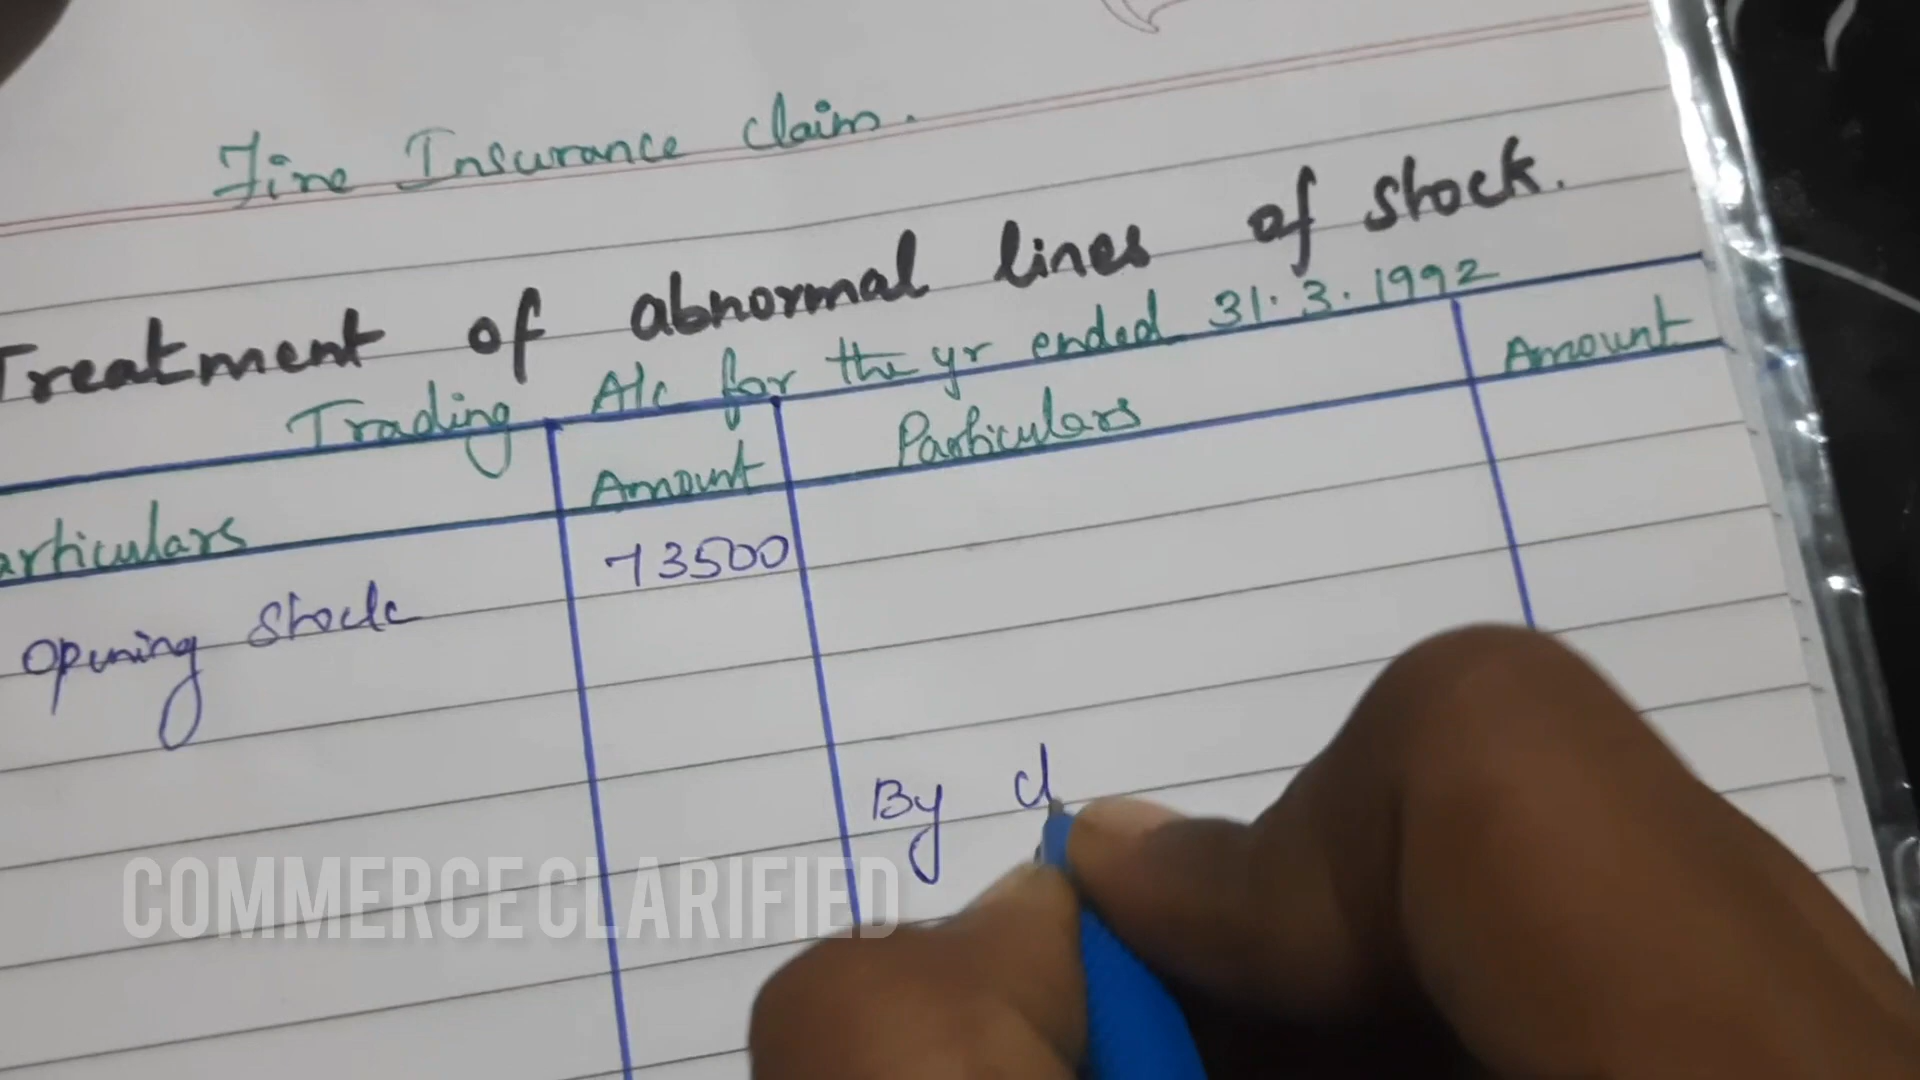 Fire Insurance Claim.
Treatment of abnormal lines of stock.
Trading A/c for the yr ended 31.3.1992
articulars Amount Particulars Amount
Opening Stock 73500
By cl
COMMERCE CLARIFIED